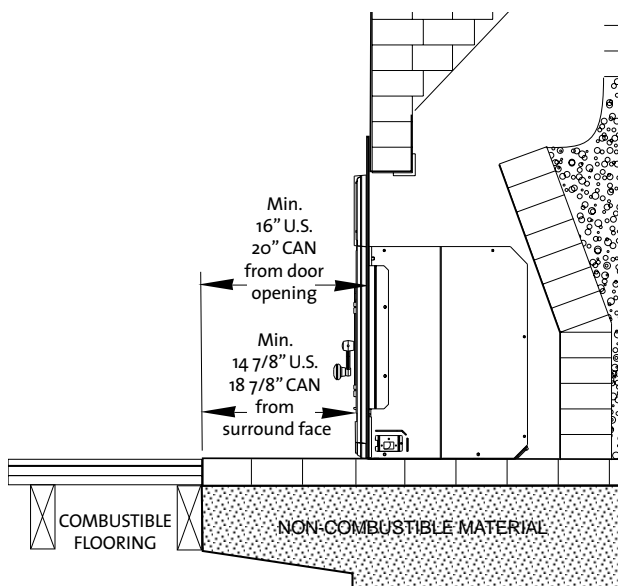 Min.
16” U.S.
20” CAN
from door
opening
Min.
14 7/8” U.S.
18 7/8” CAN
from
surround face
COMBUSTIBLE
FLOORING
NON-COMBUSTIBLE MATERIAL